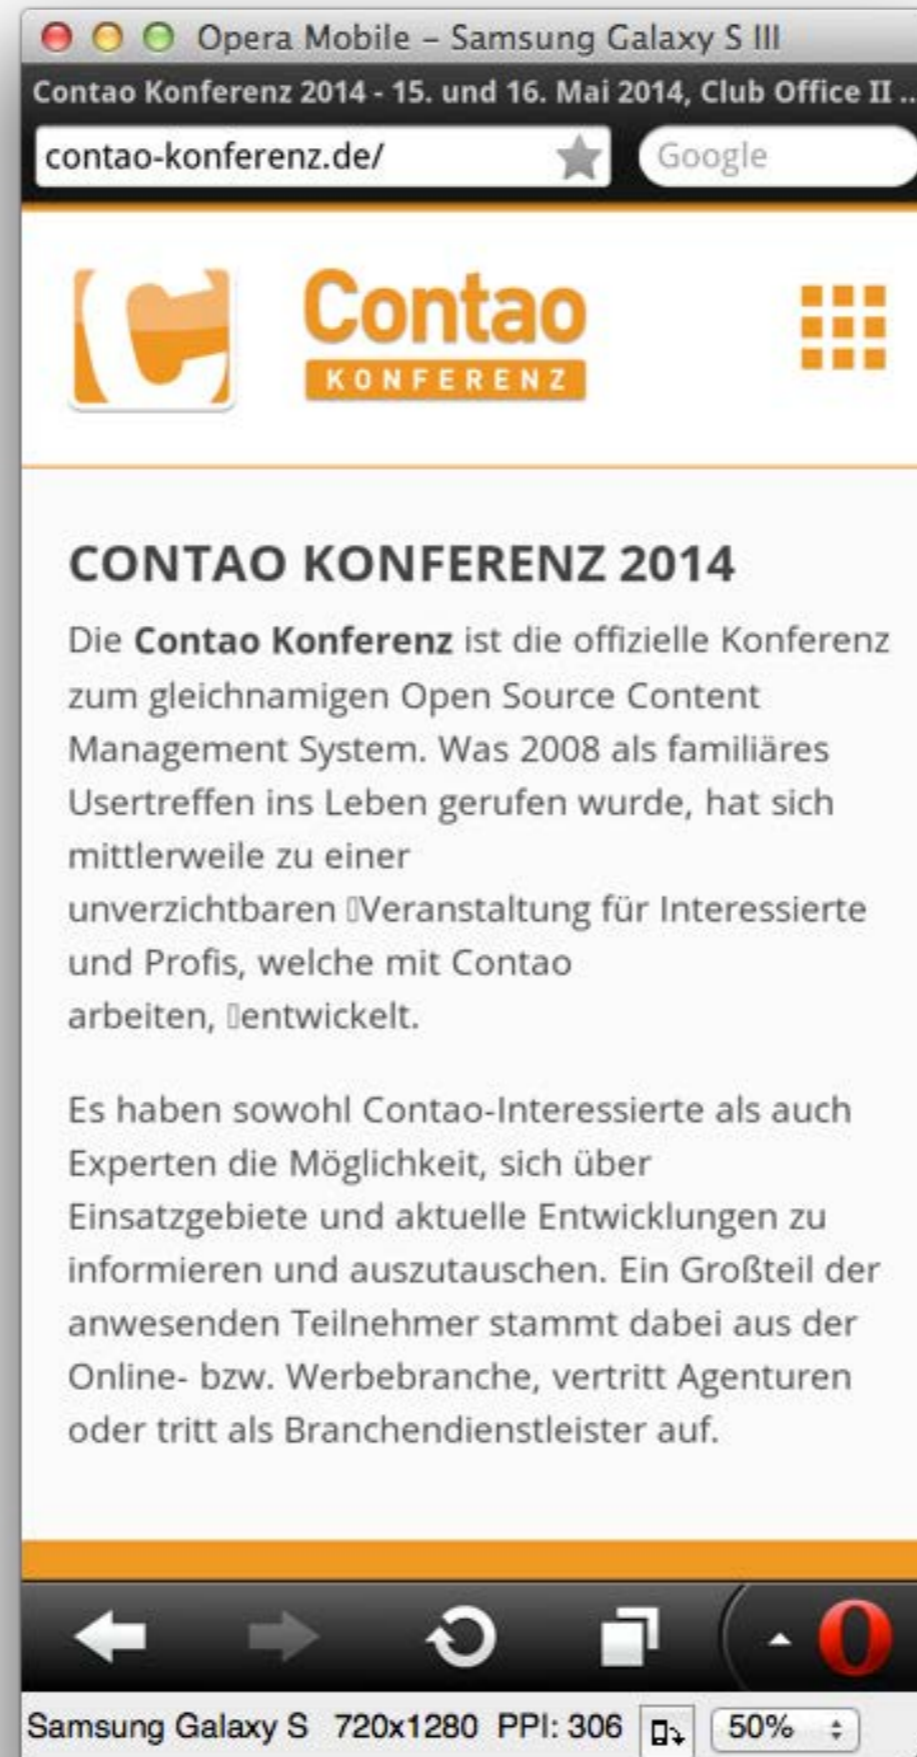 Opera Mobile – Samsung Galaxy S III
Contao Konferenz 2014 - 15. und 16. Mai 2014, Club Office II ..
contao-konferenz.de/
Google
Contao
KONFERENZ
CONTAO KONFERENZ 2014
Die Contao Konferenz ist die offizielle Konferenz
zum gleichnamigen Open Source Content
Management System. Was 2008 als familiäres
Usertreffen ins Leben gerufen wurde, hat sich
mittlerweile zu einer
unverzichtbaren ▯Veranstaltung für Interessierte
und Profis, welche mit Contao
arbeiten, ▯entwickelt.
Es haben sowohl Contao-Interessierte als auch
Experten die Möglichkeit, sich über
Einsatzgebiete und aktuelle Entwicklungen zu
informieren und auszutauschen. Ein Großteil der
anwesenden Teilnehmer stammt dabei aus der
Online- bzw. Werbebranche, vertritt Agenturen
oder tritt als Branchendienstleister auf.
Samsung Galaxy S 720x1280 PPI: 306 50%